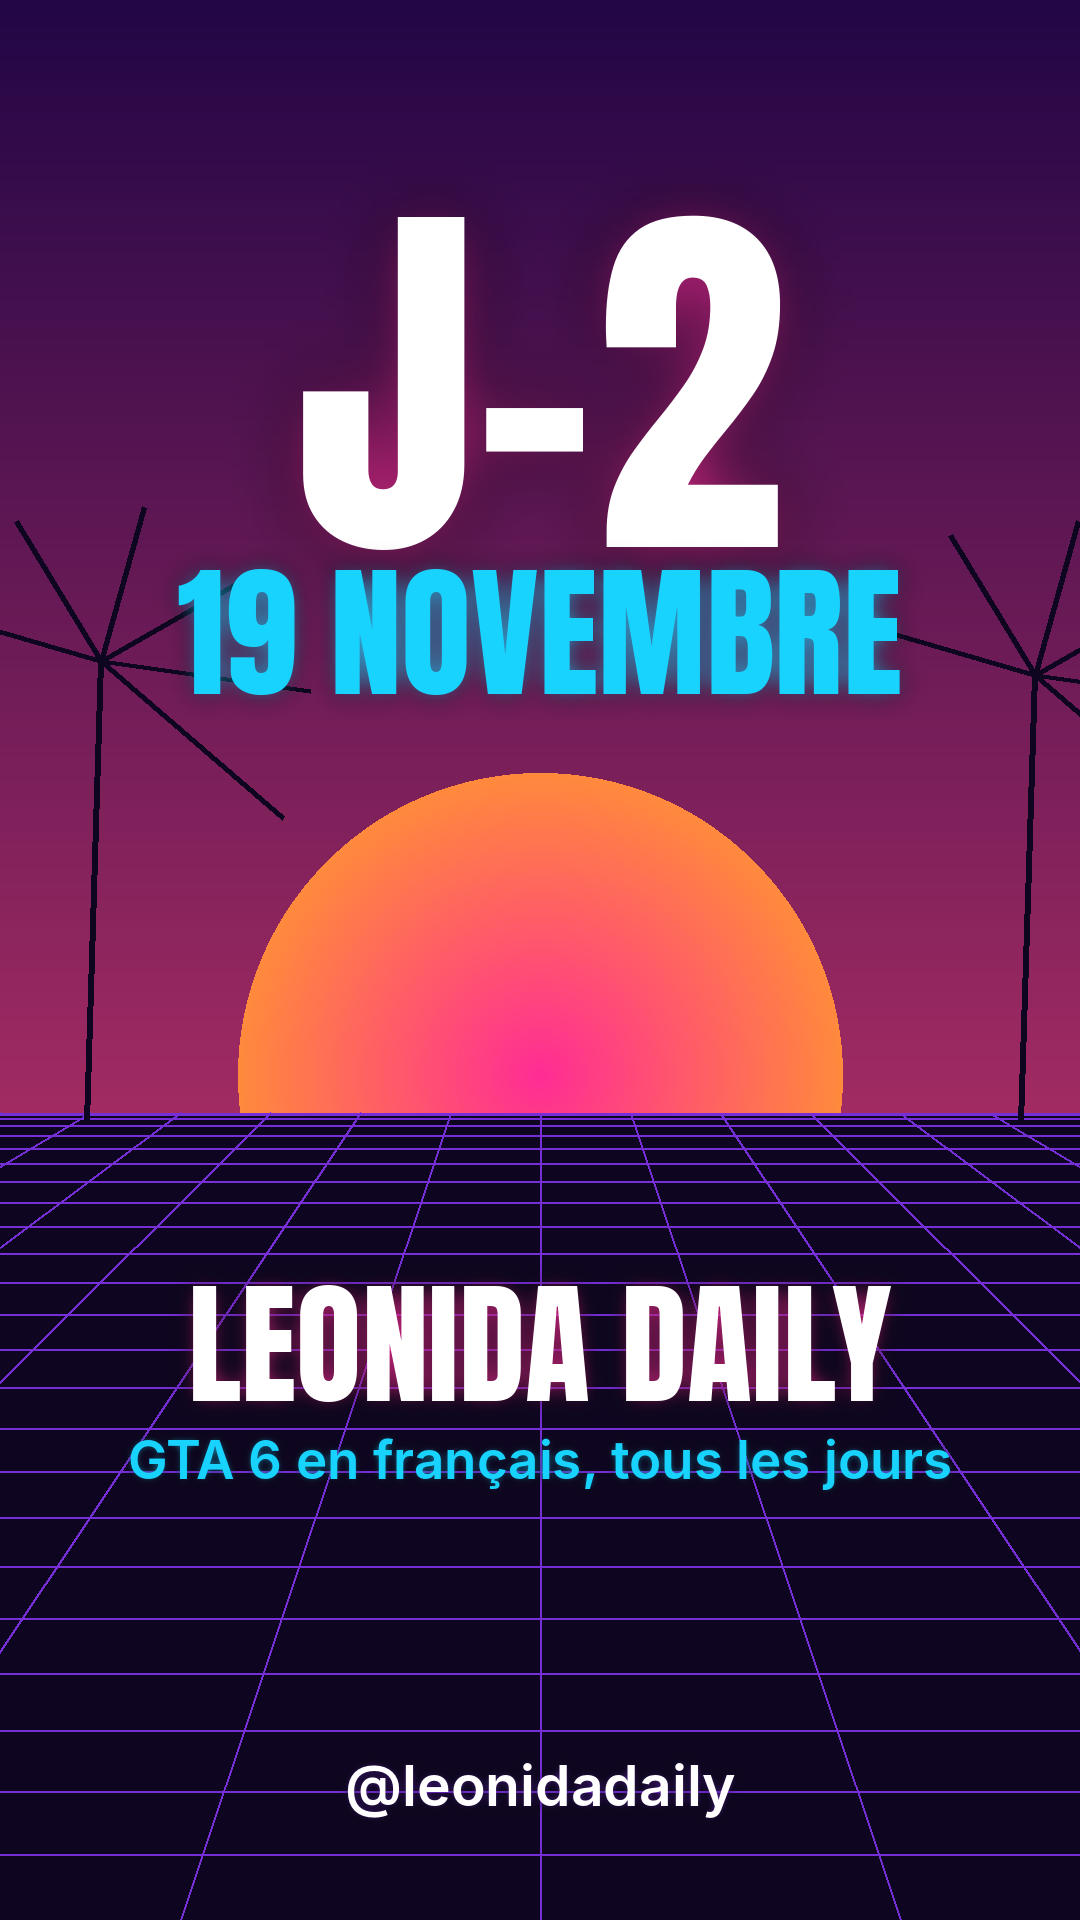 J-2
19 NOVEMBRE
LEONIDA DAILY
GTA 6 en français, tous les jours
@leonidadaily